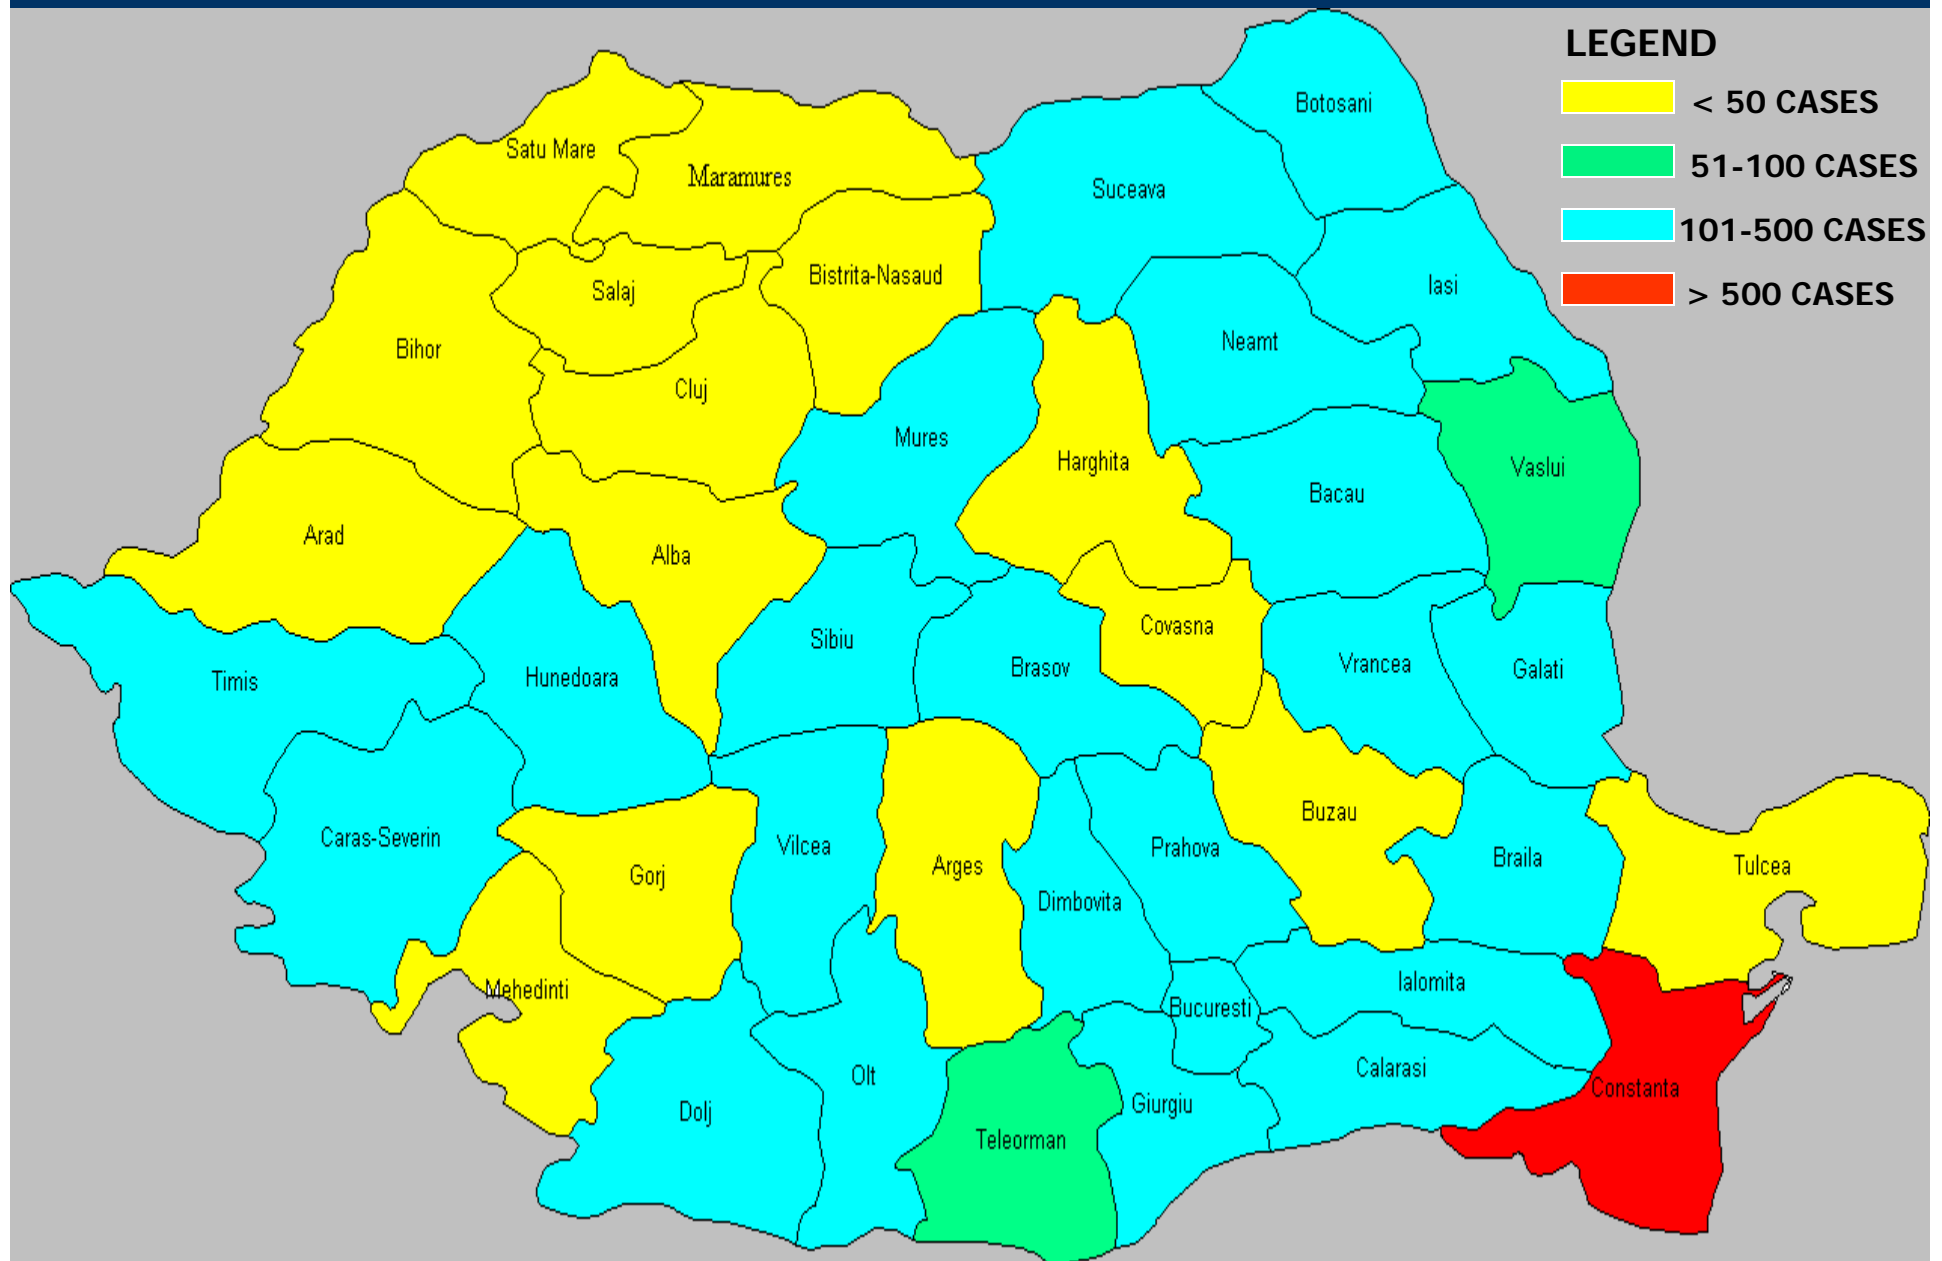 LEGEND
< 50 CASES
51-100 CASES
101-500 CASES
> 500 CASES
Botosani
Satu Mare
Maramures
Suceava
Bistrita-Nasaud
Salaj
Iasi
Neamt
Bihor
Cluj
Mures
Harghita
Vaslui
Bacau
Arad
Alba
Covasna
Sibiu
Brasov
Vrancea
Galati
Timis
Hunedoara
Buzau
Caras-Severin
Vilcea
Prahova
Braila
Arges
Tulcea
Gorj
Dimbovita
Mehedinti
Ialomita
Bucuresti
Calarasi
Olt
Constanta
Giurgiu
Dolj
Teleorman